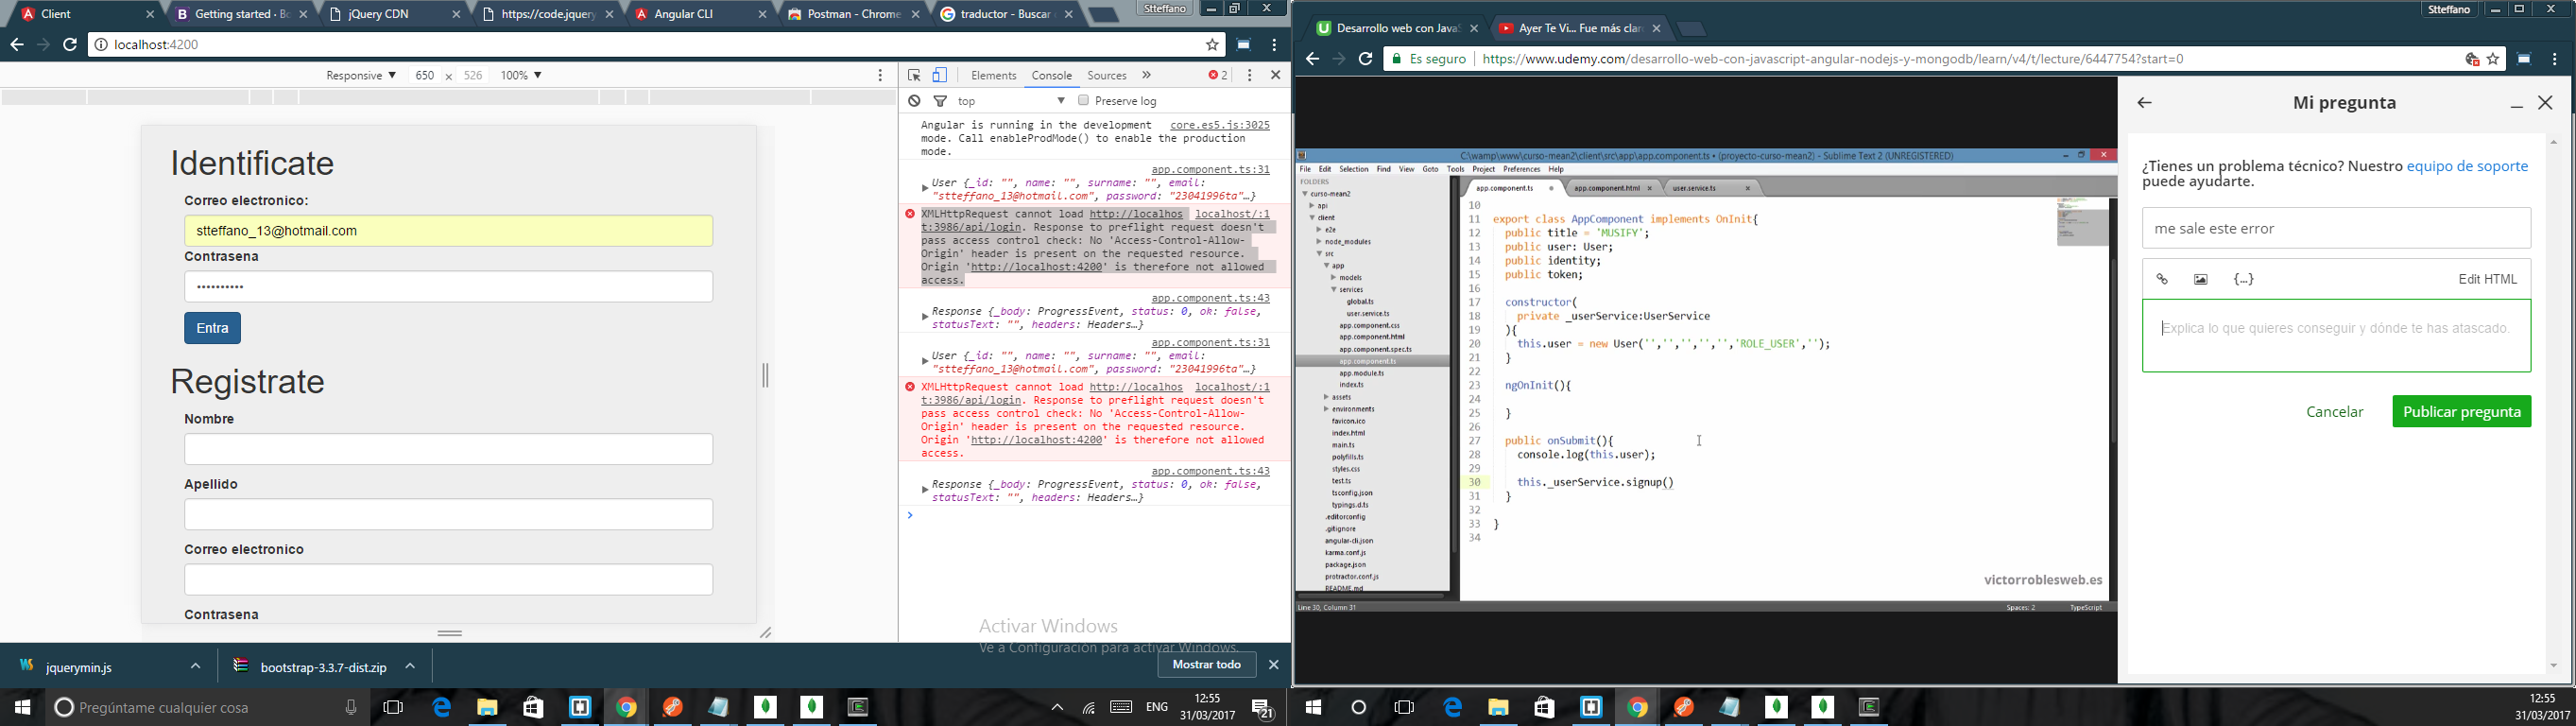 Client
Getting started · Bo
jQuery CDN
https://code.jquery
Angular CLI
Postman - Chrome
traductor - Buscar
Stteffano
localhost:4200
Responsive ▼ 650 × 526 100% ▼
Identificate
Correo electronico:
stteffano_13@hotmail.com
Contrasena
••••••••••
Entra
Registrate
Nombre
Apellido
Correo electronico
Contrasena
Elements Console Sources » 2
top ▼ Preserve log
Angular is running in the development core.es5.js:3025
mode. Call enableProdMode() to enable the production
mode.
app.component.ts:31
User {_id: "", name: "", surname: "", email:
"stteffano_13@hotmail.com", password: "23041996ta"…}
XMLHttpRequest cannot load http://localhos localhost/:1
t:3986/api/login. Response to preflight request doesn't
pass access control check: No 'Access-Control-Allow-
Origin' header is present on the requested resource.
Origin 'http://localhost:4200' is therefore not allowed
access.
app.component.ts:43
Response {_body: ProgressEvent, status: 0, ok: false,
statusText: "", headers: Headers…}
app.component.ts:31
User {_id: "", name: "", surname: "", email:
"stteffano_13@hotmail.com", password: "23041996ta"…}
XMLHttpRequest cannot load http://localhos localhost/:1
t:3986/api/login. Response to preflight request doesn't
pass access control check: No 'Access-Control-Allow-
Origin' header is present on the requested resource.
Origin 'http://localhost:4200' is therefore not allowed
access.
app.component.ts:43
Response {_body: ProgressEvent, status: 0, ok: false,
statusText: "", headers: Headers…}
Activar Windows
Ve a Configuración para activar Windows.
jquerymin.js
bootstrap-3.3.7-dist.zip
Mostrar todo
Pregúntame cualquier cosa
ENG
12:55
31/03/2017
21
Desarrollo web con JavaS
Ayer Te Vi... Fue más clar
Stteffano
Es seguro https://www.udemy.com/desarrollo-web-con-javascript-angular-nodejs-y-mongodb/learn/v4/t/lecture/6447754?start=0
C:\wamp\www\curso-mean2\client\src\app\app.component.ts • (proyecto-curso-mean2) - Sublime Text 2 (UNREGISTERED)
File Edit Selection Find View Goto Tools Project Preferences Help
FOLDERS
curso-mean2
api
client
e2e
node_modules
src
app
models
services
global.ts
user.service.ts
app.component.css
app.component.html
app.component.spec.ts
app.component.ts
app.module.ts
index.ts
assets
environments
favicon.ico
index.html
main.ts
polyfills.ts
styles.css
test.ts
tsconfig.json
typings.d.ts
.editorconfig
.gitignore
angular-cli.json
karma.conf.js
package.json
protractor.conf.js
README.md
app.component.ts
app.component.html
user.service.ts
10
11 export class AppComponent implements OnInit{
12 public title = 'MUSIFY';
13 public user: User;
14 public identity;
15 public token;
16
17 constructor(
18 private _userService:UserService
19 ){
20 this.user = new User('','','','','','ROLE_USER','');
21 }
22
23 ngOnInit(){
24
25 }
26
27 public onSubmit(){
28 console.log(this.user);
29
30 this._userService.signup()
31 }
32
33 }
34
victorroblesweb.es
Line 30, Column 31
Spaces: 2
TypeScript
Mi pregunta
¿Tienes un problema técnico? Nuestro equipo de soporte
puede ayudarte.
me sale este error
{...}
Edit HTML
Explica lo que quieres conseguir y dónde te has atascado.
Cancelar
Publicar pregunta
12:55
31/03/2017